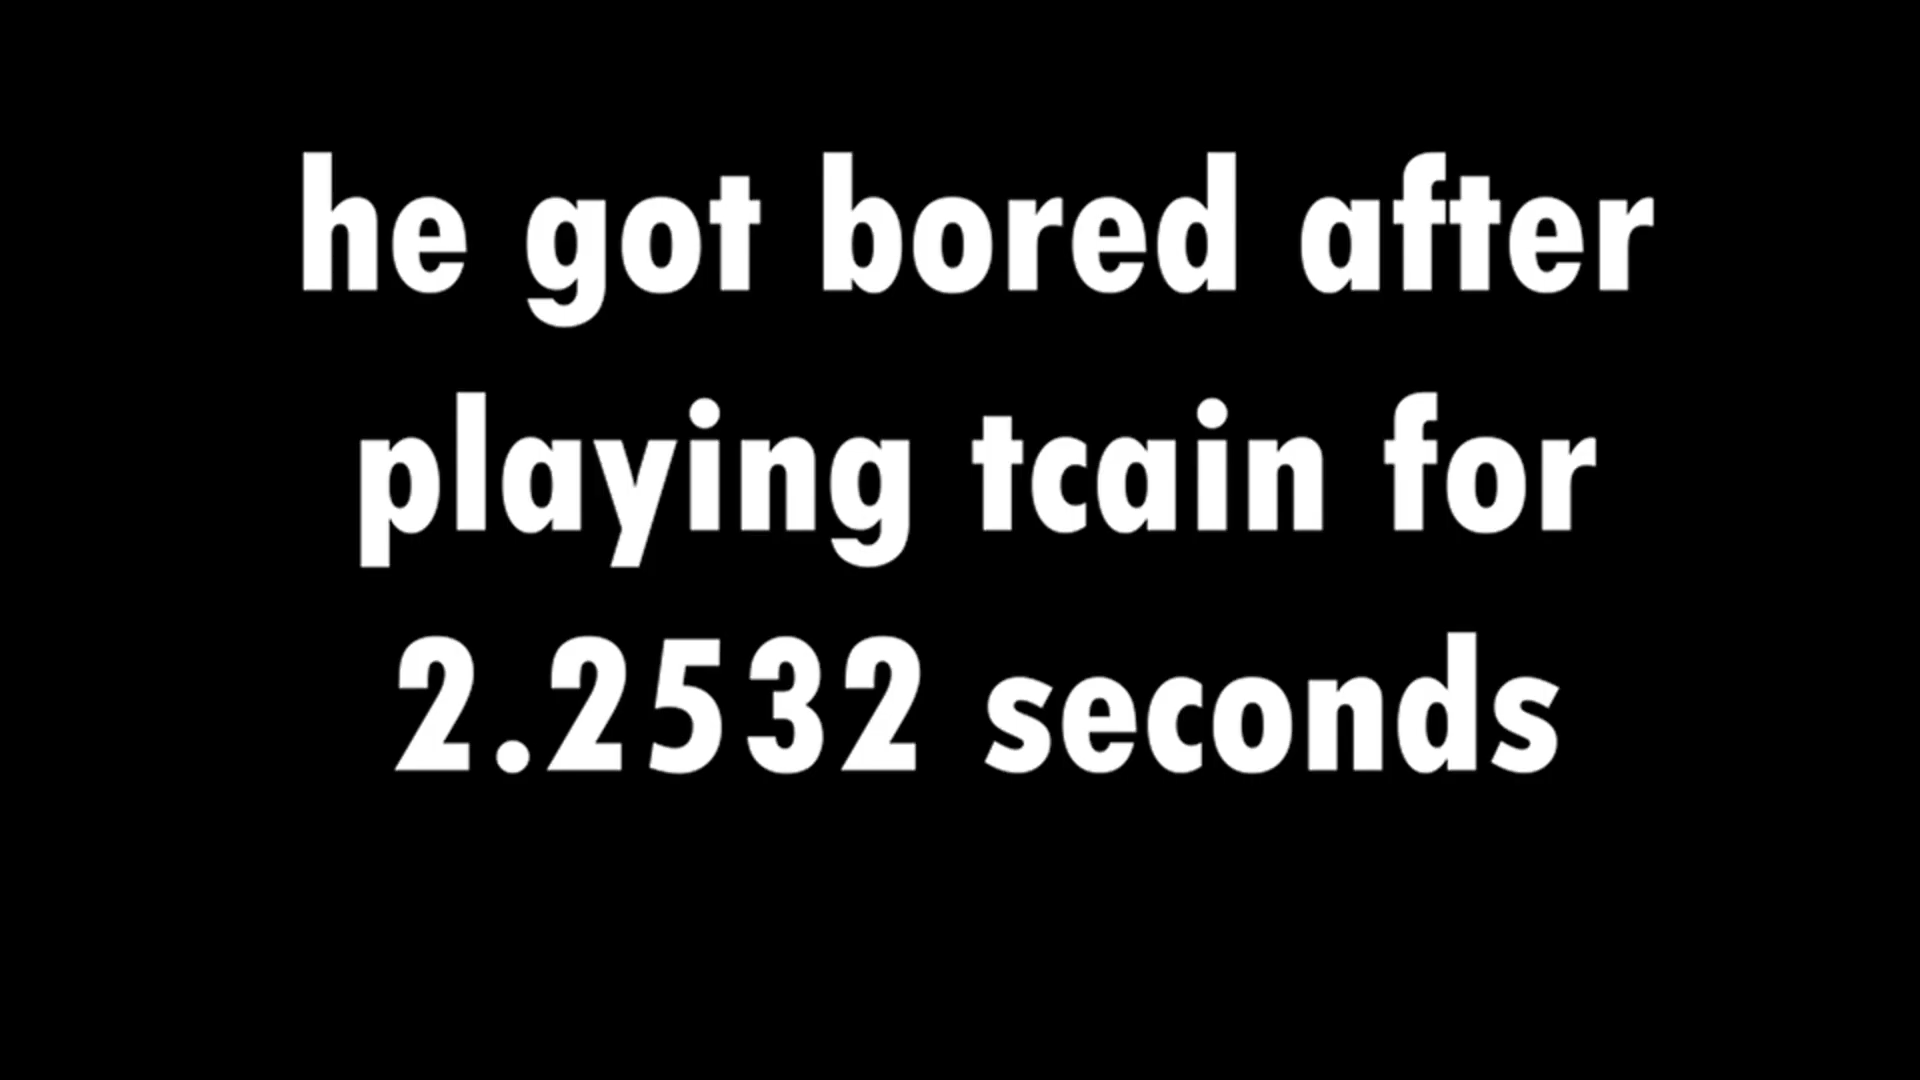 he got bored after
playing tcain for
2.2532 seconds